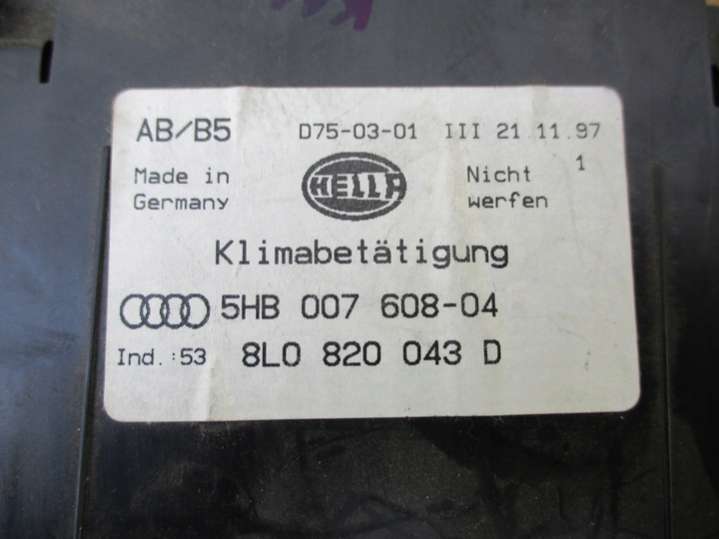 AB/B5 D75-03-01 III 21.11.97
Made in Germany
HELLA
Nicht werfen
1
Klimabetätigung
5HB 007 608-04
Ind.:53 8L0 820 043 D